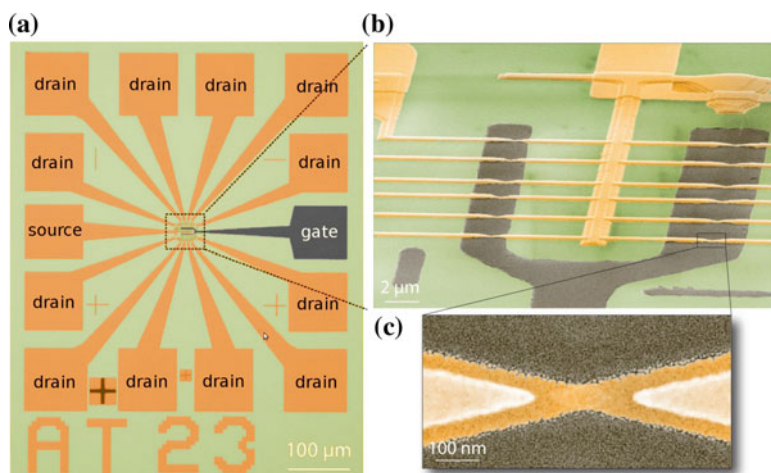 (a)
drain drain drain drain
drain drain
source gate
drain drain
drain drain drain drain
AT 23
100 µm
(b)
2 µm
(c)
100 nm